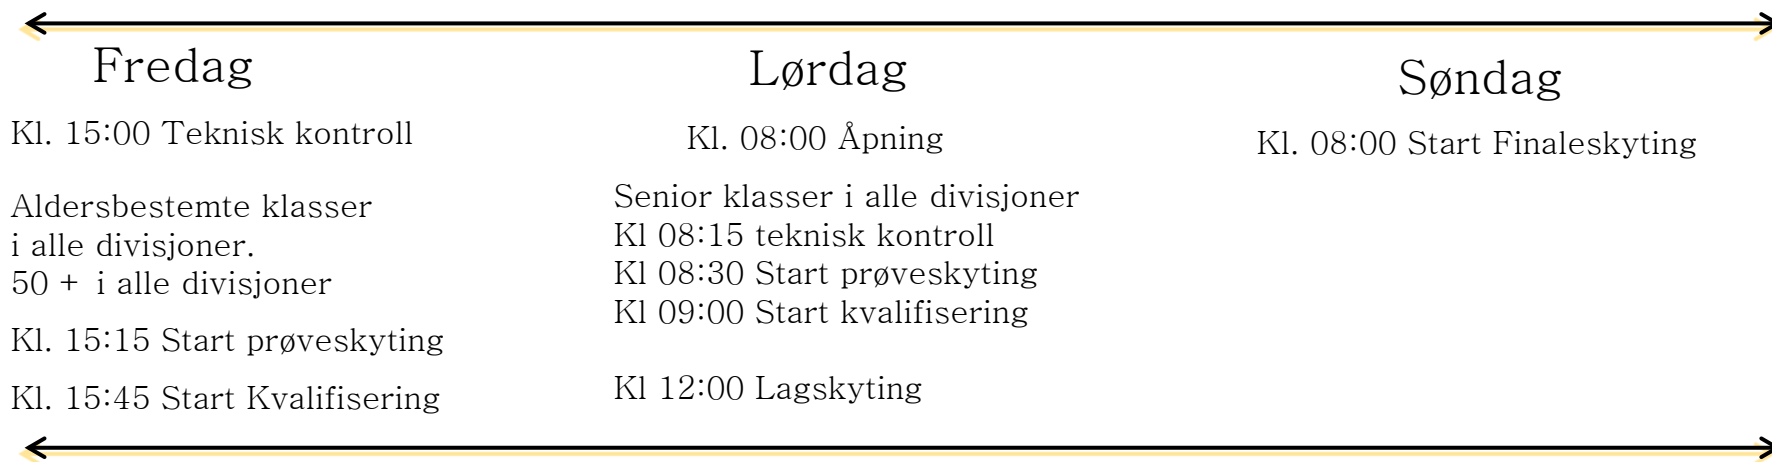 Fredag
Kl. 15:00 Teknisk kontroll
Aldersbestemte klasser
i alle divisjoner.
50 + i alle divisjoner
Kl. 15:15 Start prøveskyting
Kl. 15:45 Start Kvalifisering
Lørdag
Kl. 08:00 Åpning
Senior klasser i alle divisjoner
Kl 08:15 teknisk kontroll
Kl 08:30 Start prøveskyting
Kl 09:00 Start kvalifisering
Kl 12:00 Lagskyting
Søndag
Kl. 08:00 Start Finaleskyting